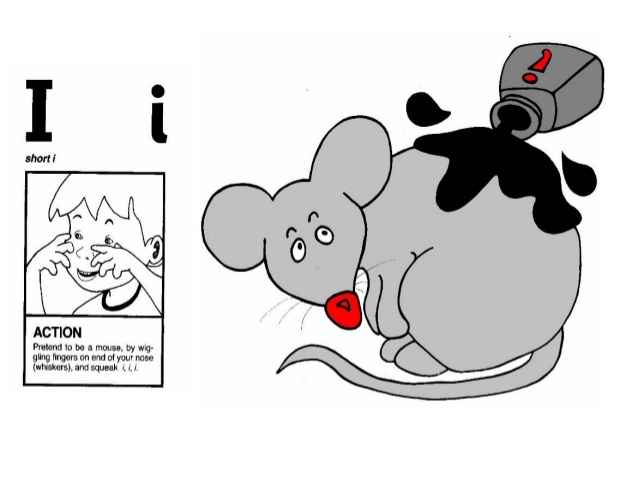 I i
short i
ACTION
Pretend to be a mouse, by wig-
gling fingers on end of your nose
(whiskers), and squeak i, i, i.
!